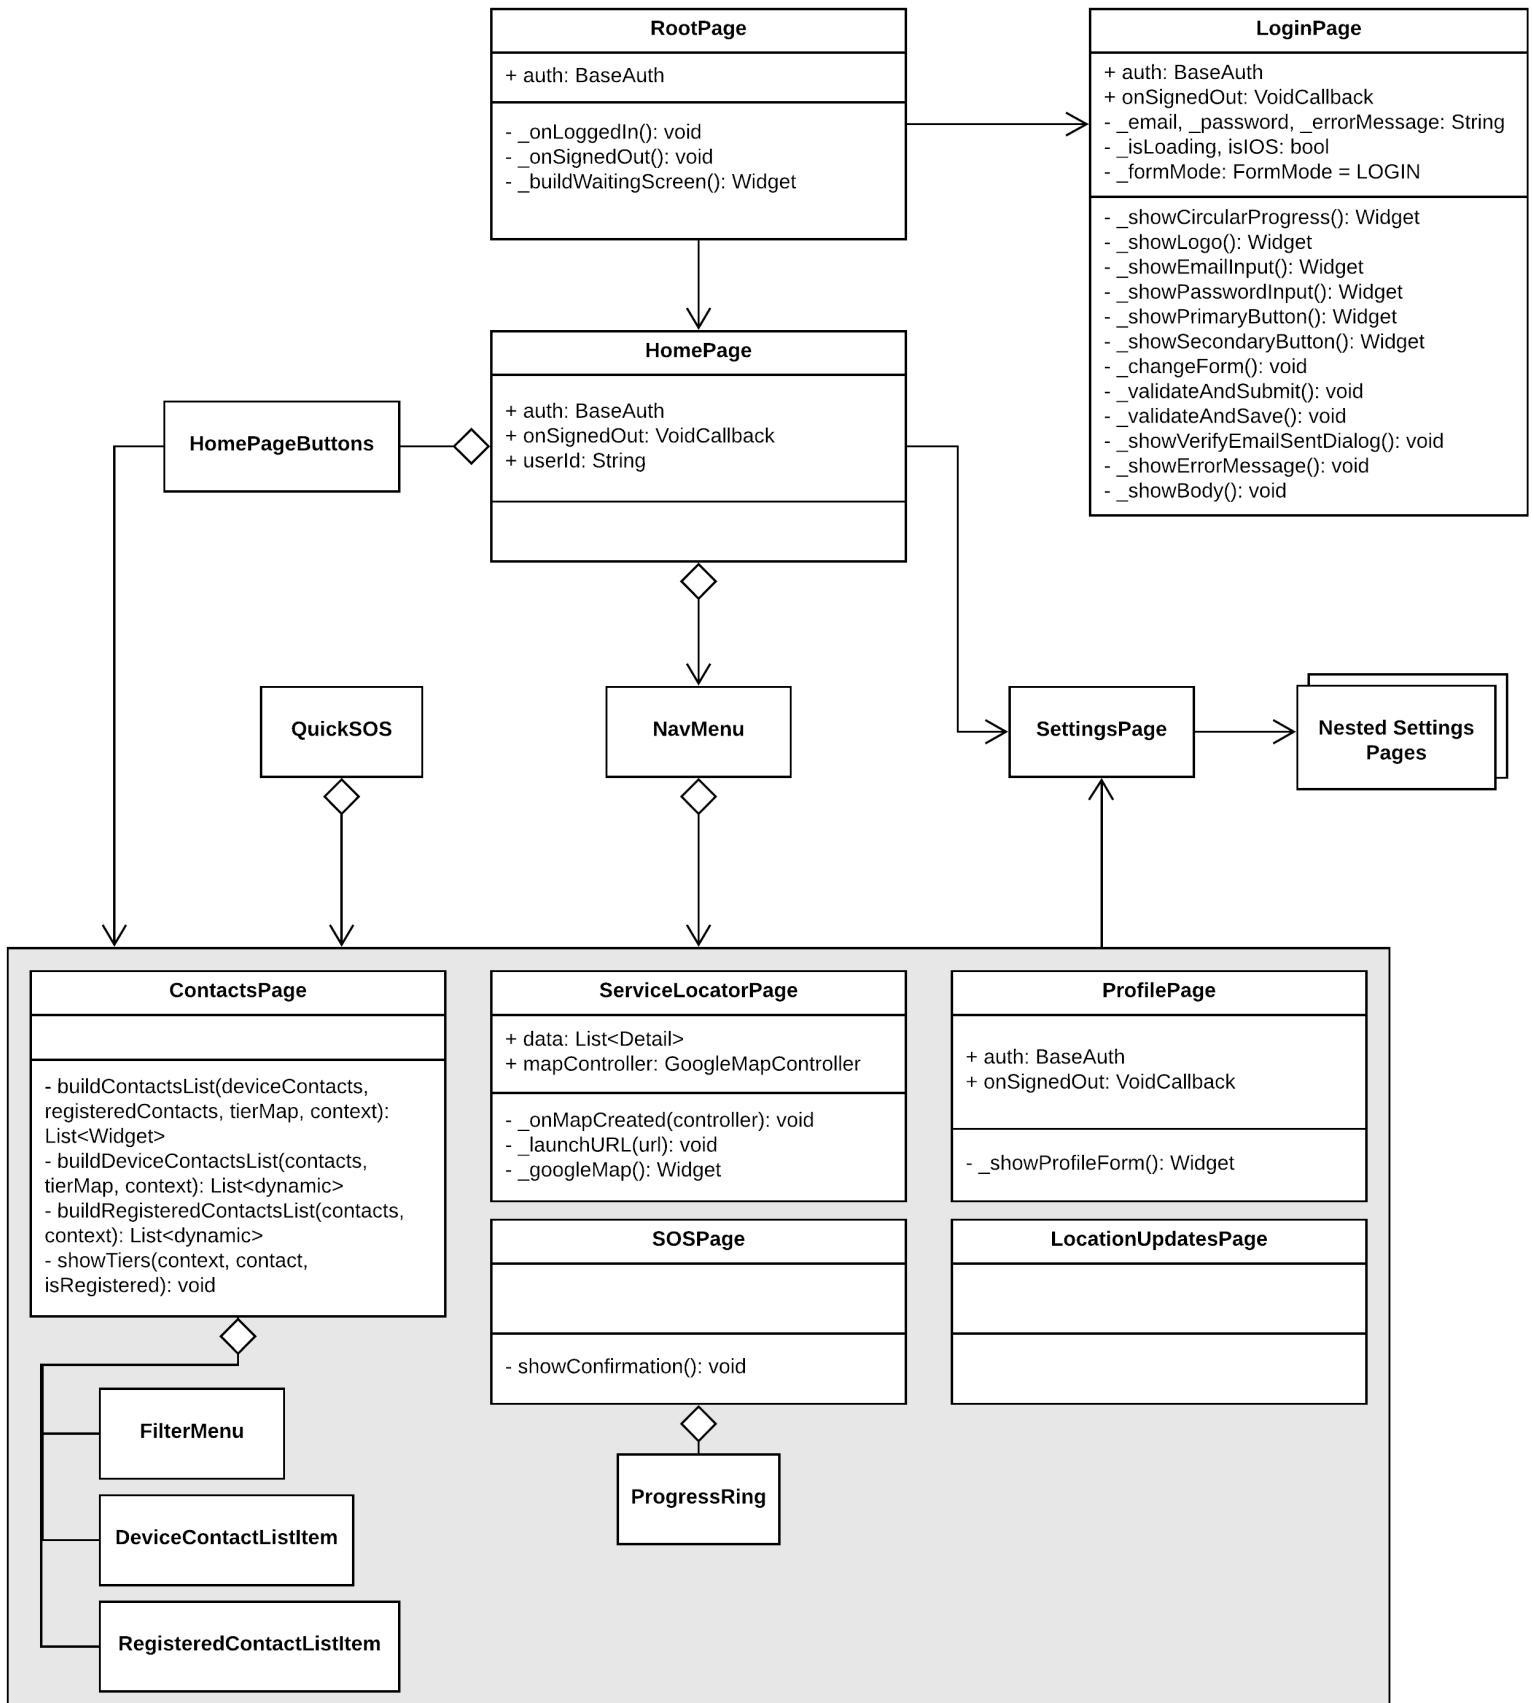 RootPage
+ auth: BaseAuth
- _onLoggedIn(): void
- _onSignedOut(): void
- _buildWaitingScreen(): Widget
LoginPage
+ auth: BaseAuth
+ onSignedOut: VoidCallback
- _email, _password, _errorMessage: String
- _isLoading, isIOS: bool
- _formMode: FormMode = LOGIN
- _showCircularProgress(): Widget
- _showLogo(): Widget
- _showEmailInput(): Widget
- _showPasswordInput(): Widget
- _showPrimaryButton(): Widget
- _showSecondaryButton(): Widget
- _changeForm(): void
- _validateAndSubmit(): void
- _validateAndSave(): void
- _showVerifyEmailSentDialog(): void
- _showErrorMessage(): void
- _showBody(): void
HomePage
+ auth: BaseAuth
+ onSignedOut: VoidCallback
+ userId: String
HomePageButtons
QuickSOS
NavMenu
SettingsPage
Nested Settings
Pages
ContactsPage
- buildContactsList(deviceContacts,
registeredContacts, tierMap, context):
List<Widget>
- buildDeviceContactsList(contacts,
tierMap, context): List<dynamic>
- buildRegisteredContactsList(contacts,
context): List<dynamic>
- showTiers(context, contact,
isRegistered): void
ServiceLocatorPage
+ data: List<Detail>
+ mapController: GoogleMapController
- _onMapCreated(controller): void
- _launchURL(url): void
- _googleMap(): Widget
ProfilePage
+ auth: BaseAuth
+ onSignedOut: VoidCallback
- _showProfileForm(): Widget
SOSPage
- showConfirmation(): void
LocationUpdatesPage
FilterMenu
DeviceContactListItem
RegisteredContactListItem
ProgressRing